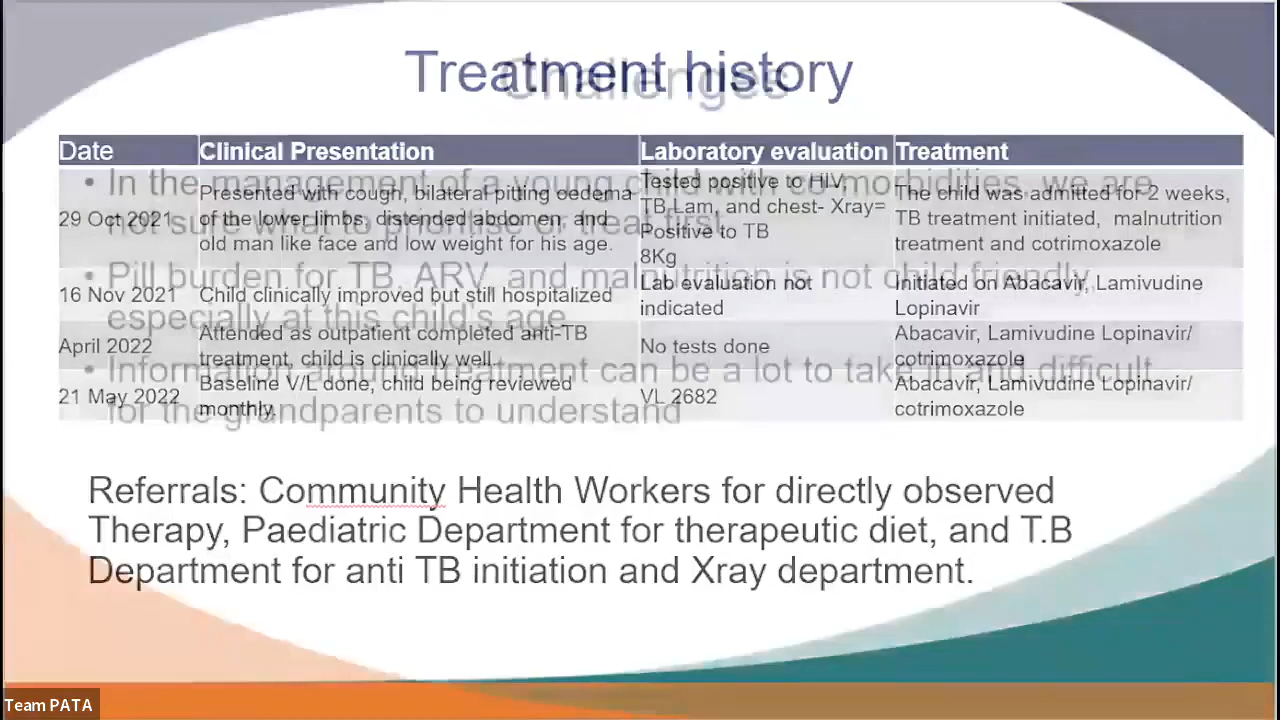 Treatment history
Challenges
Date Clinical Presentation Laboratory evaluation Treatment
29 Oct 2021 Presented with cough, bilateral pitting oedema of the lower limbs, distended abdomen, and old man like face and low weight for his age. Tested positive to HIV, TB Lam, and chest- Xray= Positive to TB 8Kg The child was admitted for 2 weeks, TB treatment initiated, malnutrition treatment and cotrimoxazole
16 Nov 2021 Child clinically improved but still hospitalized Lab evaluation not indicated Initiated on Abacavir, Lamivudine Lopinavir
April 2022 Attended as outpatient completed anti-TB treatment, child is clinically well. No tests done Abacavir, Lamivudine Lopinavir/ cotrimoxazole
21 May 2022 Baseline V/L done, child being reviewed monthly. VL 2682 Abacavir, Lamivudine Lopinavir/ cotrimoxazole
• In the management of a young child with co-morbidities, we are
not sure what to prioritise or treat first.
• Pill burden for TB, ARV, and malnutrition is not child friendly,
especially at this child's age
• Information around treatment can be a lot to take in and difficult
for the grandparents to understand
Referrals: Community Health Workers for directly observed
Therapy, Paediatric Department for therapeutic diet, and T.B
Department for anti TB initiation and Xray department.
Team PATA